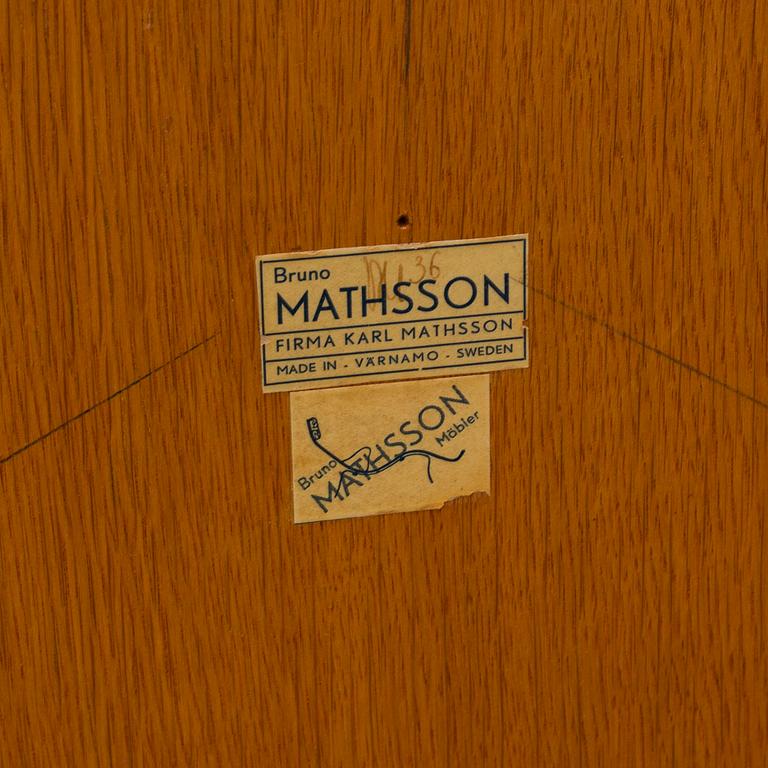 Bruno
MATHSSON
FIRMA KARL MATHSSON
MADE IN - VÄRNAMO - SWEDEN
Bruno
MATHSSON
Möbler